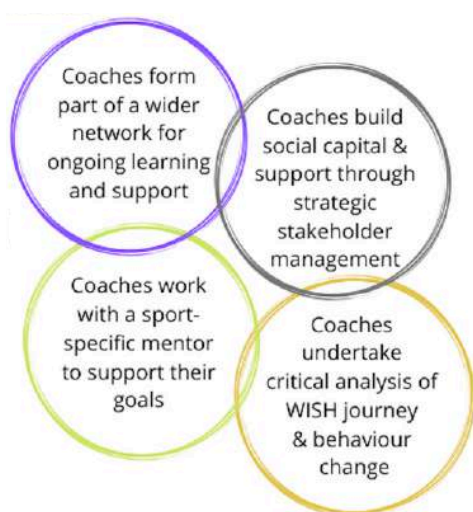 Coaches form
part of a wider
network for
ongoing learning
and support
Coaches build
social capital &
support through
strategic
stakeholder
management
Coaches work
with a sport-
specific mentor
to support their
goals
Coaches
undertake
critical analysis of
WISH journey
& behaviour
change